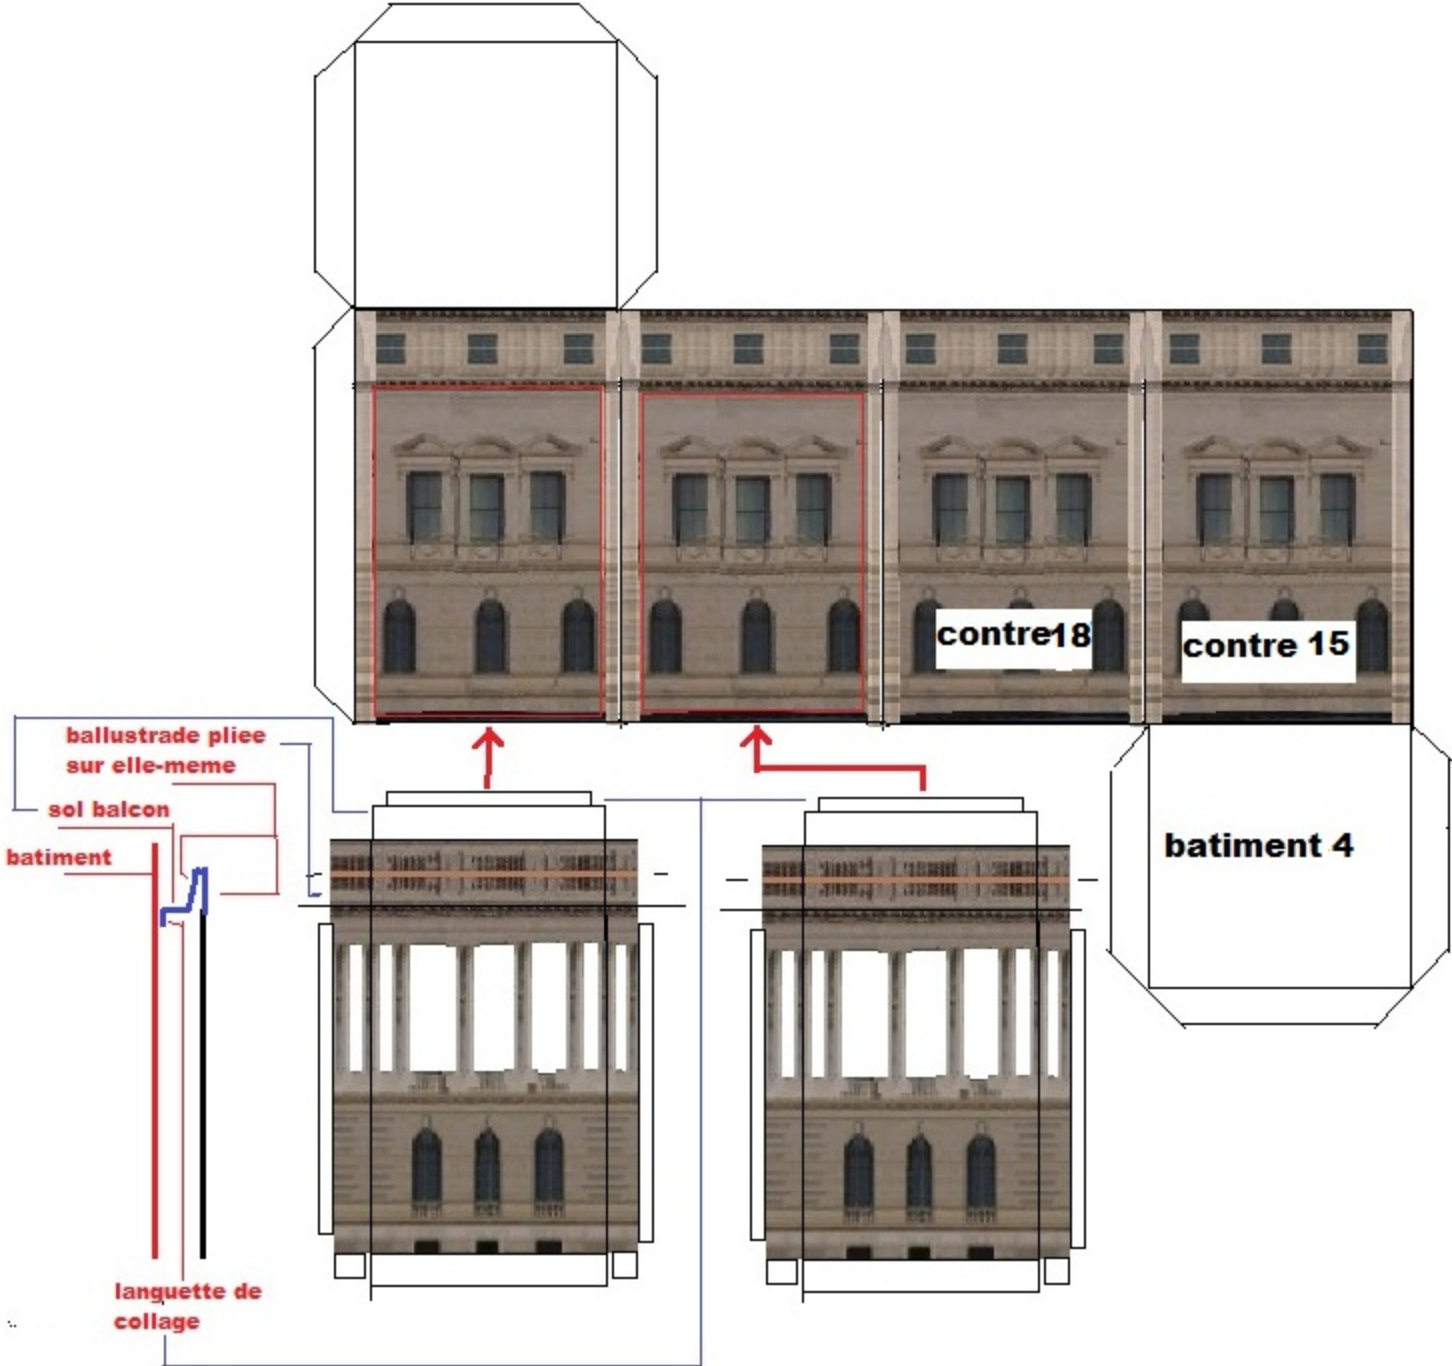 contre18
contre 15
ballustrade pliee
sur elle-meme
sol balcon
batiment
batiment 4
languette de
collage